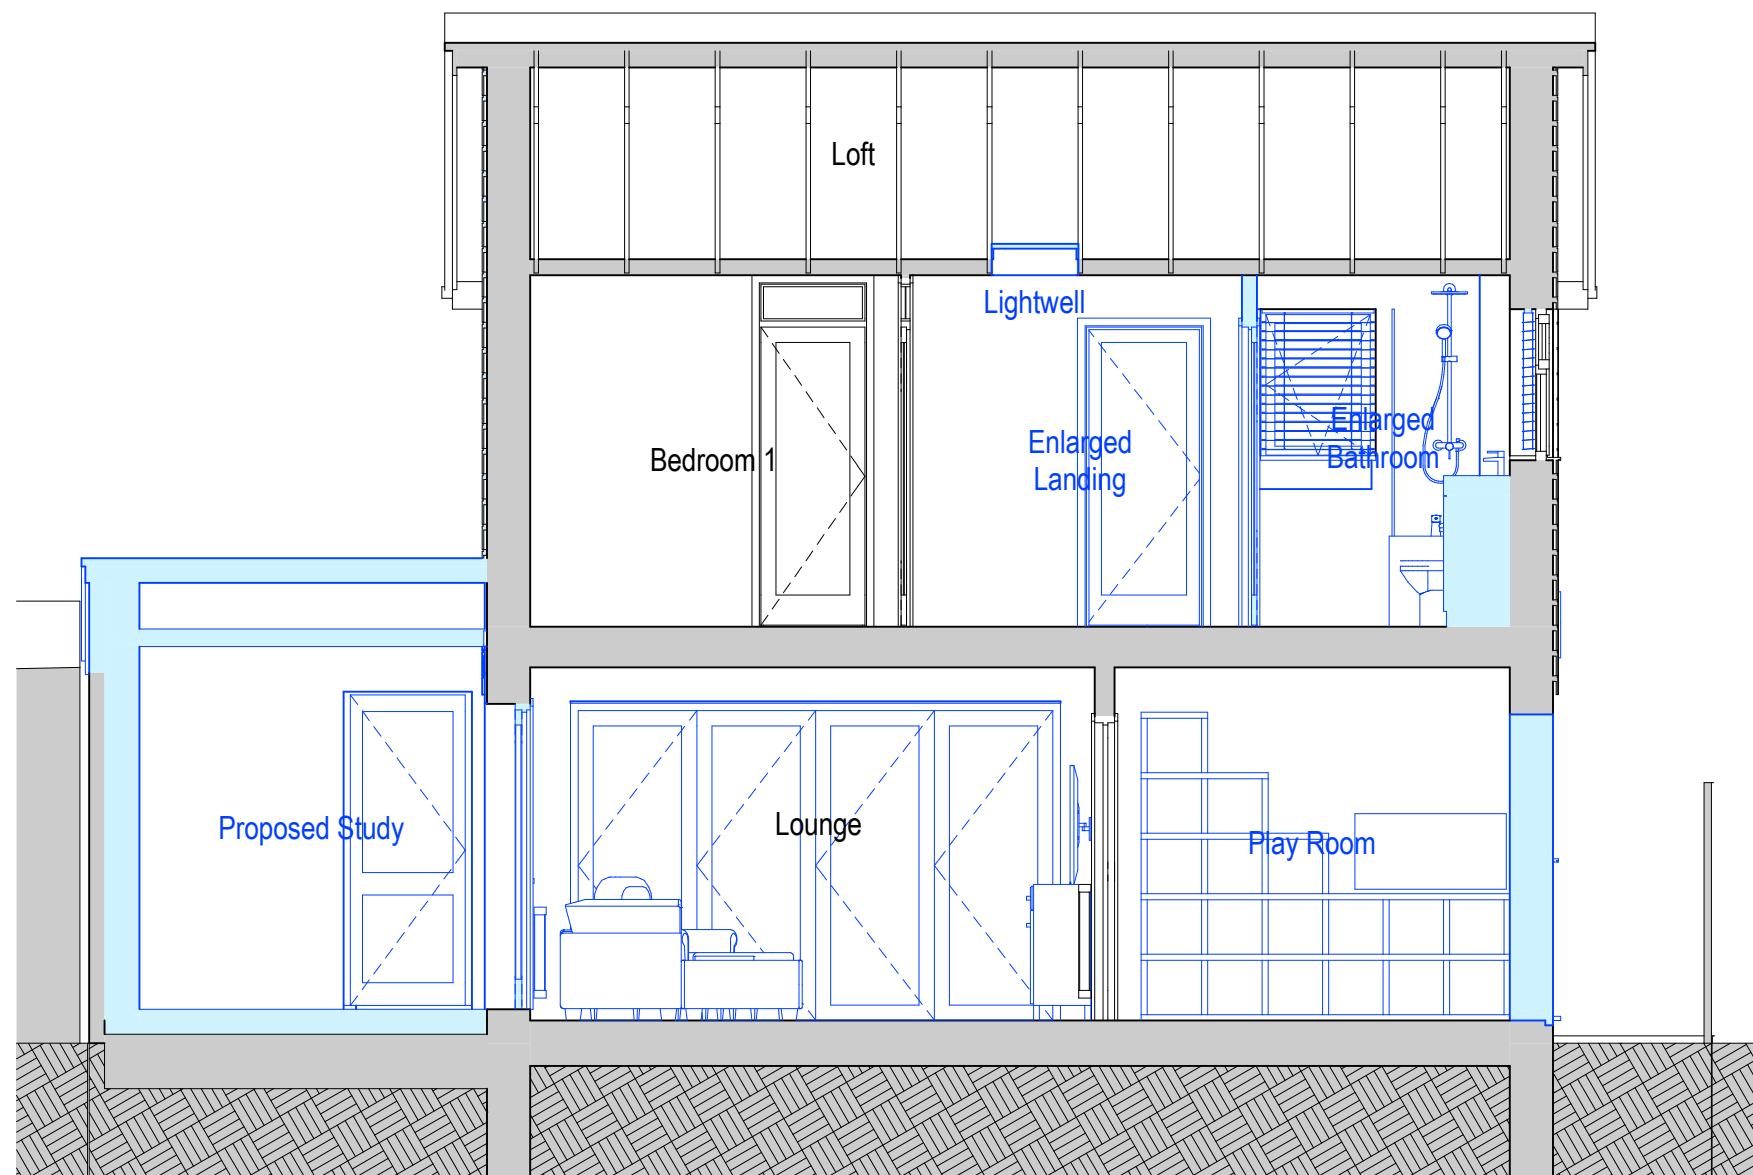 Loft
Lightwell
Bedroom 1
Enlarged
Landing
Enlarged
Bathroom
Proposed Study
Lounge
Play Room